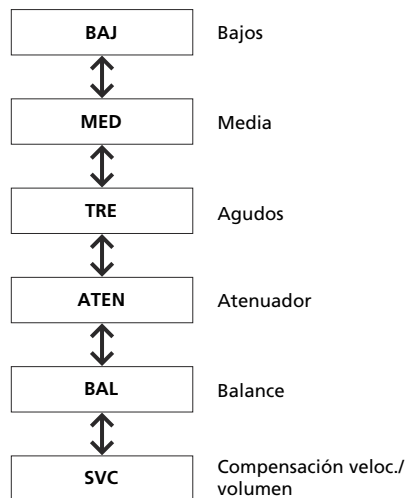 BAJ Bajos
MED Media
TRE Agudos
ATEN Atenuador
BAL Balance
SVC Compensación veloc./
volumen